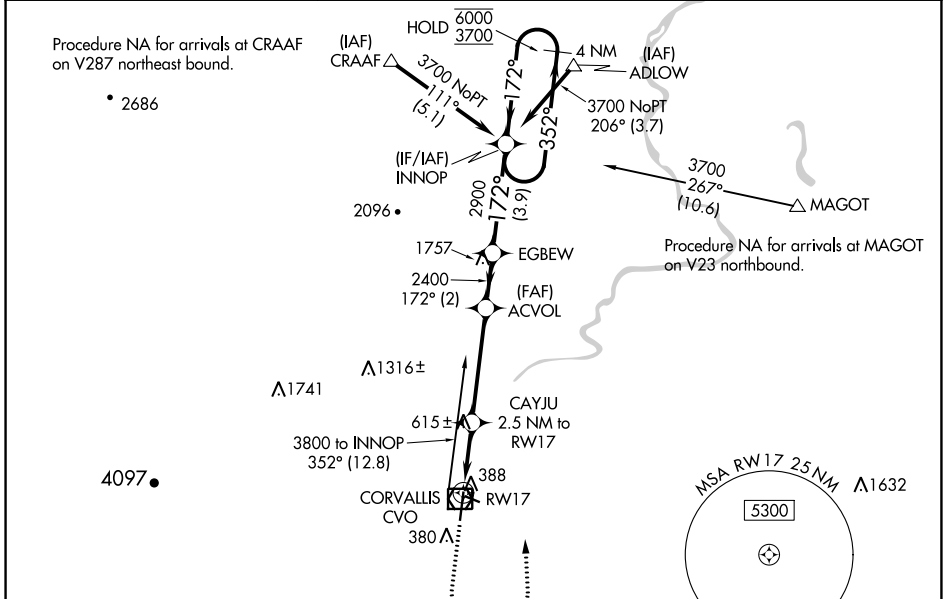 Procedure NA for arrivals at CRAAF
on V287 northeast bound.
2686
(IAF)
CRAAF
3700 NoPT
111°
(5.1)
HOLD
6000
3700
4 NM
(IAF)
ADLOW
3700 NoPT
206° (3.7)
172°
352°
(IF/IAF)
INNOP
2900
172°
(3.9)
3700
267°
(10.6)
MAGOT
Procedure NA for arrivals at MAGOT
on V23 northbound.
2096
1757
EGBEW
2400
172° (2)
(FAF)
ACVOL
1316±
1741
615±
CAYJU
2.5 NM to
RW17
3800 to INNOP
352° (12.8)
4097
388
CORVALLIS
CVO
RW17
380
MSA RW 17 25 NM
5300
1632